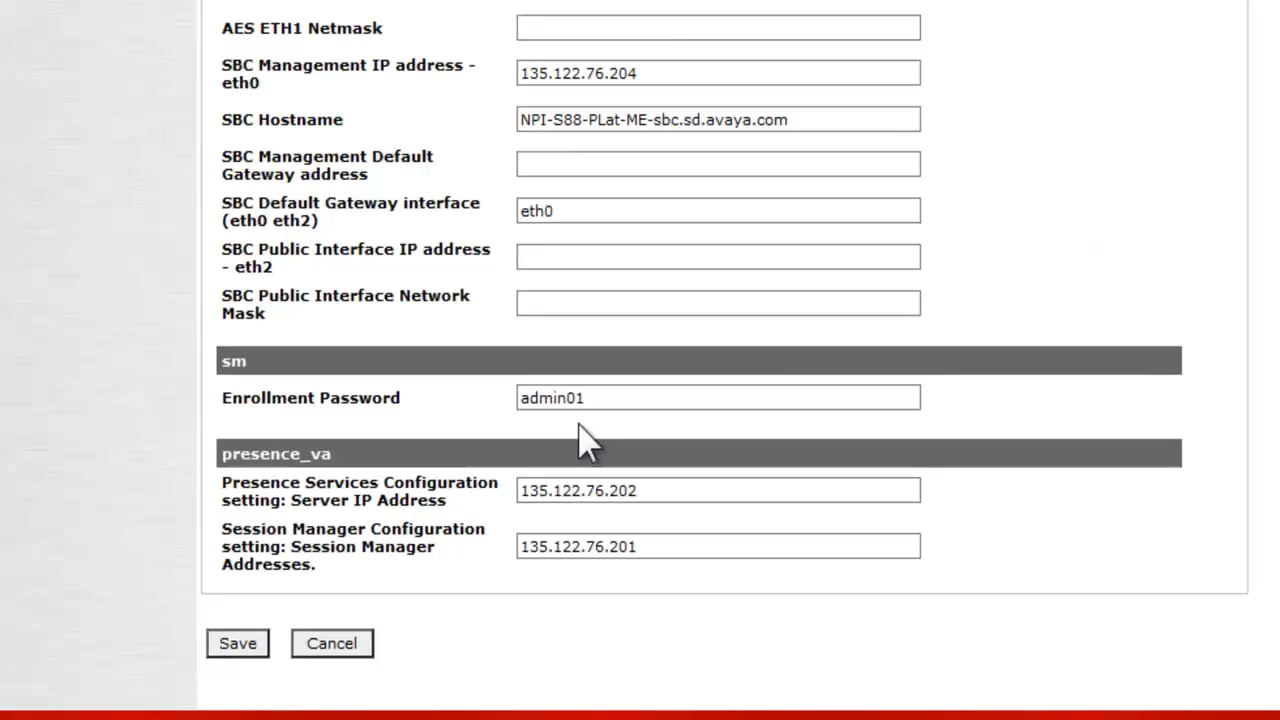 AES ETH1 Netmask
SBC Management IP address -
eth0
135.122.76.204
SBC Hostname
NPI-S88-PLat-ME-sbc.sd.avaya.com
SBC Management Default
Gateway address
SBC Default Gateway interface
(eth0 eth2)
eth0
SBC Public Interface IP address
- eth2
SBC Public Interface Network
Mask
sm
Enrollment Password
admin01
presence_va
Presence Services Configuration
setting: Server IP Address
135.122.76.202
Session Manager Configuration
setting: Session Manager
Addresses.
135.122.76.201
Save
Cancel